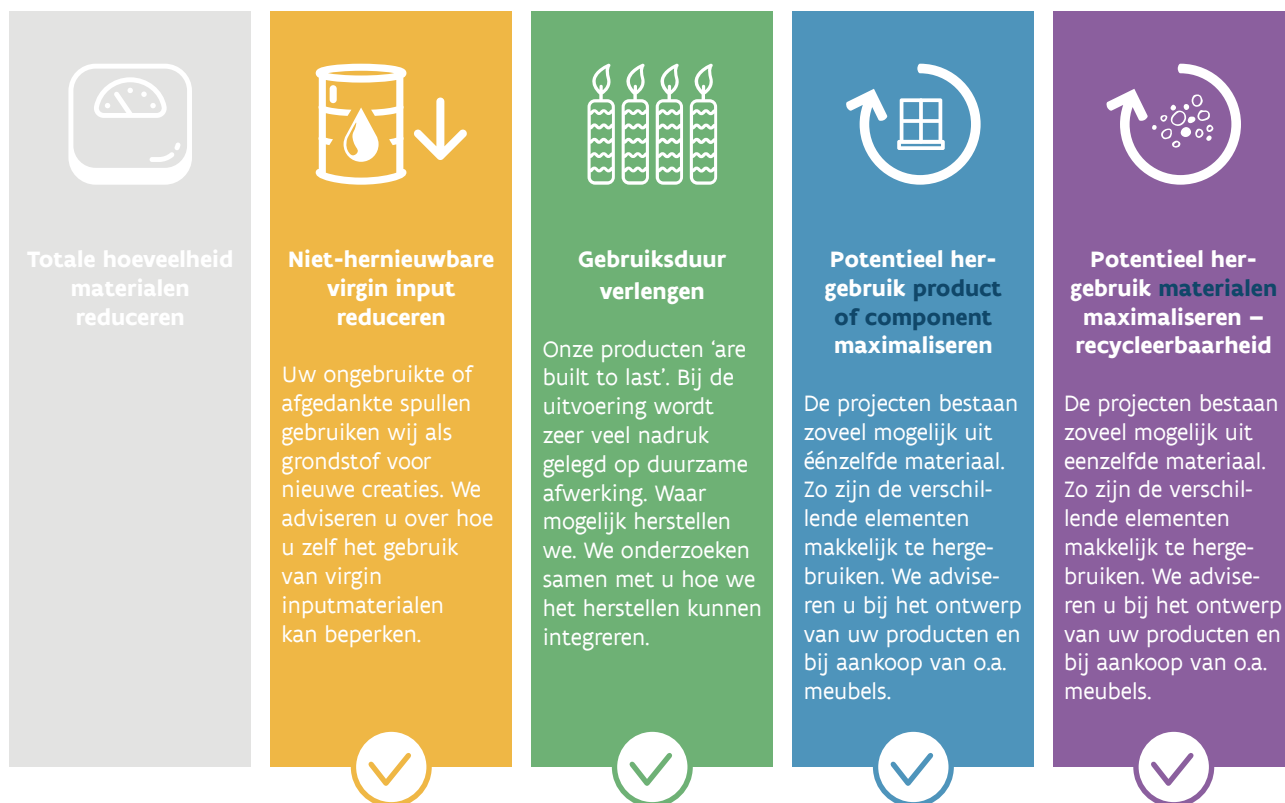 Totale hoeveelheid
materialen
reduceren
Niet-hernieuwbare
virgin input
reduceren
Uw ongebruikte of
afgedankte spullen
gebruiken wij als
grondstof voor
nieuwe creaties. We
adviseren u over hoe
u zelf het gebruik
van virgin
inputmaterialen
kan beperken.
Gebruiksduur
verlengen
Onze producten ‘are
built to last’. Bij de
uitvoering wordt
zeer veel nadruk
gelegd op duurzame
afwerking. Waar
mogelijk herstellen
we. We onderzoeken
samen met u hoe we
het herstellen kunnen
integreren.
Potentieel her-
gebruik product
of component
maximaliseren
De projecten bestaan
zoveel mogelijk uit
éénzelfde materiaal.
Zo zijn de verschil-
lende elementen
makkelijk te herge-
bruiken. We advise-
ren u bij het ontwerp
van uw producten en
bij aankoop van o.a.
meubels.
Potentieel her-
gebruik materialen
maximaliseren –
recycleerbaarheid
De projecten bestaan
zoveel mogelijk uit
eenzelfde materiaal.
Zo zijn de verschil-
lende elementen
makkelijk te herge-
bruiken. We advise-
ren u bij het ontwerp
van uw producten en
bij aankoop van o.a.
meubels.